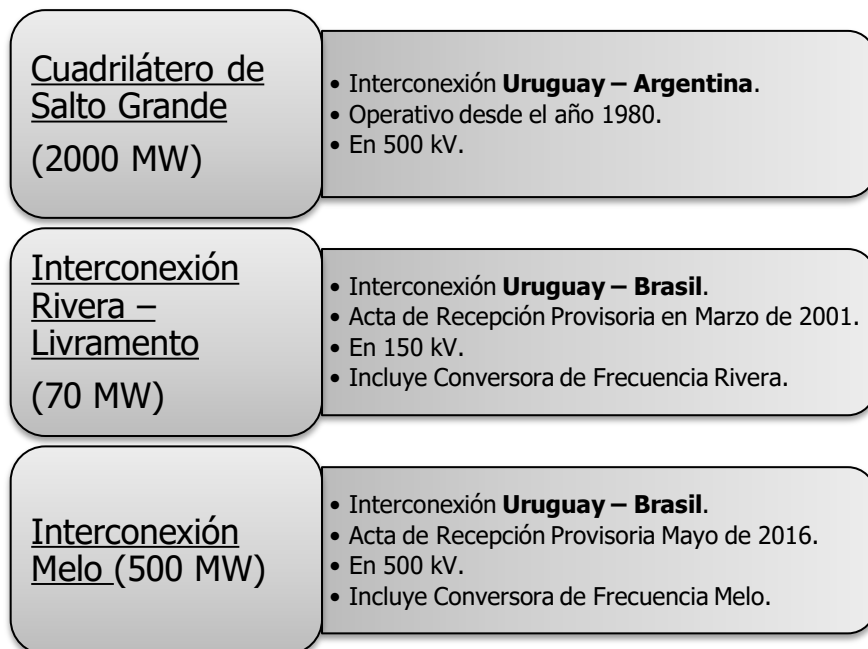 Cuadrilátero de
Salto Grande
(2000 MW)
• Interconexión Uruguay – Argentina.
• Operativo desde el año 1980.
• En 500 kV.
Interconexión
Rivera –
Livramento
(70 MW)
• Interconexión Uruguay – Brasil.
• Acta de Recepción Provisoria en Marzo de 2001.
• En 150 kV.
• Incluye Conversora de Frecuencia Rivera.
Interconexión
Melo (500 MW)
• Interconexión Uruguay – Brasil.
• Acta de Recepción Provisoria Mayo de 2016.
• En 500 kV.
• Incluye Conversora de Frecuencia Melo.